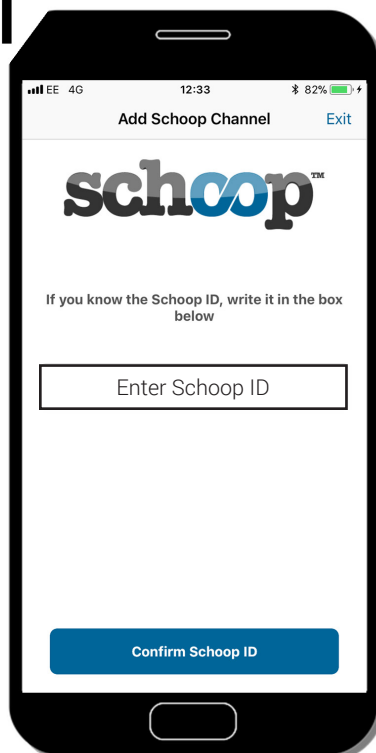 EE 4G 12:33 82%
Add Schoop Channel Exit
schoop™
If you know the Schoop ID, write it in the box
below
Enter Schoop ID
Confirm Schoop ID